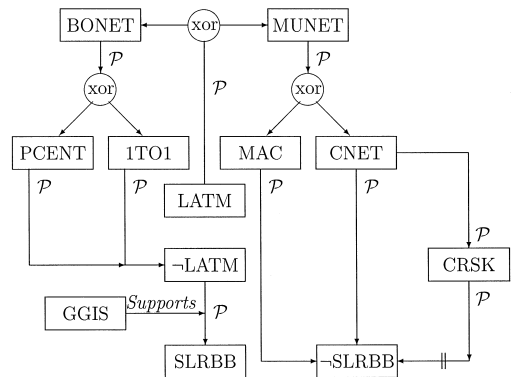 BONET xor MUNET
𝒫 𝒫 𝒫
xor xor
PCENT 1TO1 MAC CNET
𝒫 𝒫 𝒫 𝒫
LATM
𝒫
¬LATM CRSK
𝒫
GGIS Supports 𝒫
SLRBB ¬SLRBB